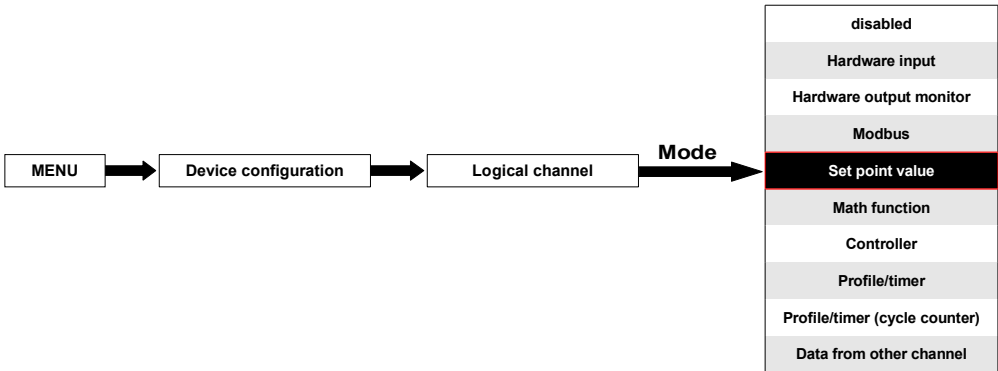 MENU
Device configuration
Logical channel
Mode
disabled
Hardware input
Hardware output monitor
Modbus
Set point value
Math function
Controller
Profile/timer
Profile/timer (cycle counter)
Data from other channel